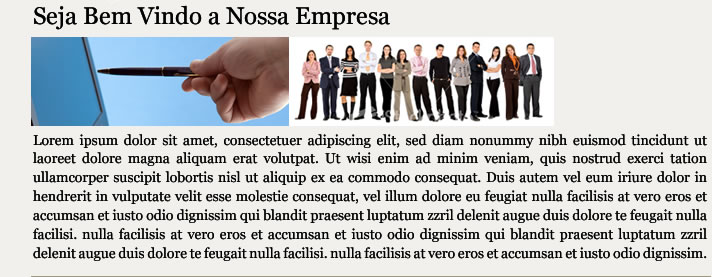 Seja Bem Vindo a Nossa Empresa
Lorem ipsum dolor sit amet, consectetuer adipiscing elit, sed diam nonummy nibh euismod tincidunt ut
laoreet dolore magna aliquam erat volutpat. Ut wisi enim ad minim veniam, quis nostrud exerci tation
ullamcorper suscipit lobortis nisl ut aliquip ex ea commodo consequat. Duis autem vel eum iriure dolor in
hendrerit in vulputate velit esse molestie consequat, vel illum dolore eu feugiat nulla facilisis at vero eros et
accumsan et iusto odio dignissim qui blandit praesent luptatum zzril delenit augue duis dolore te feugait nulla
facilisi. nulla facilisis at vero eros et accumsan et iusto odio dignissim qui blandit praesent luptatum zzril
delenit augue duis dolore te feugait nulla facilisi. nulla facilisis at vero eros et accumsan et iusto odio dignissim.